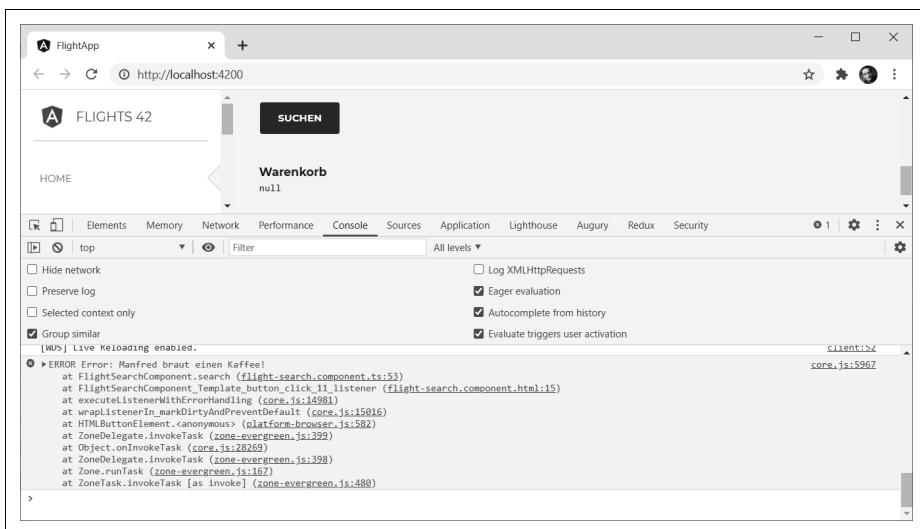 FlightApp
http://localhost:4200
FLIGHTS 42
SUCHEN
HOME
Warenkorb
null
Elements Memory Network Performance Console Sources Application Lighthouse Augury Redux Security 1
top Filter All levels ▼
Hide network
Log XMLHttpRequests
Preserve log
Eager evaluation
Selected context only
Autocomplete from history
Group similar
Evaluate triggers user activation
[WDS] Live Reloading enabled. client:52
ERROR Error: Manfred braut einen Kaffee! core.js:5967
at FlightSearchComponent.search (flight-search.component.ts:53)
at FlightSearchComponent_Template_button_click_11_listener (flight-search.component.html:15)
at executeListenerWithErrorHandling (core.js:14981)
at wrapListenerIn_markDirtyAndPreventDefault (core.js:15016)
at HTMLButtonElement.<anonymous> (platform-browser.js:582)
at ZoneDelegate.invokeTask (zone-evergreen.js:399)
at Object.onInvokeTask (core.js:28269)
at ZoneDelegate.invokeTask (zone-evergreen.js:398)
at Zone.runTask (zone-evergreen.js:167)
at ZoneTask.invokeTask [as invoke] (zone-evergreen.js:480)